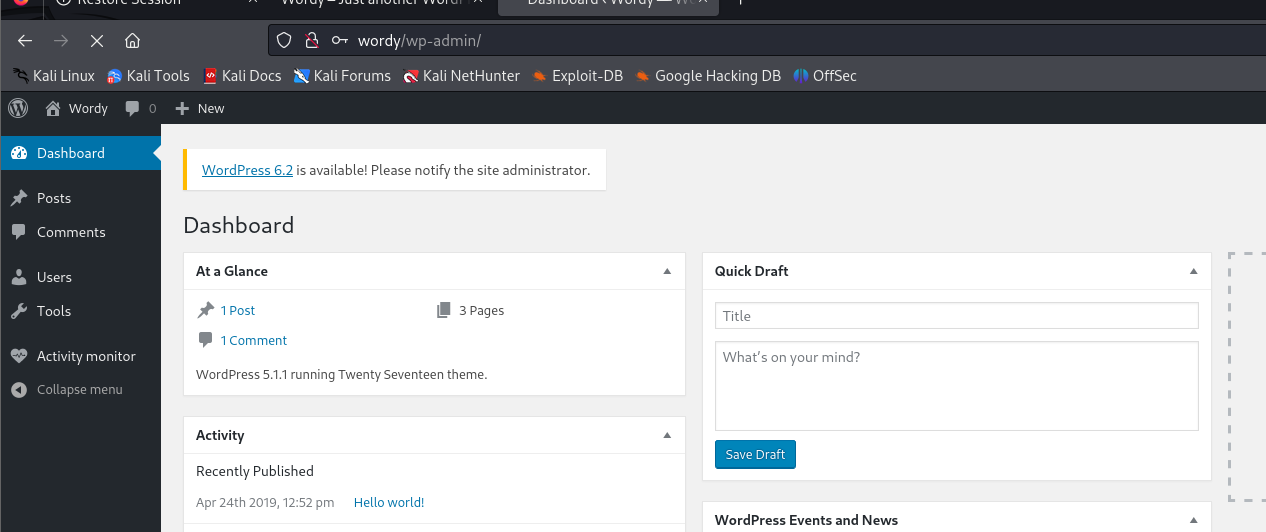 Restore Session
Wordy – Just another WordP
Dashboard ‹ Wordy — Wo
wordy/wp-admin/
Kali Linux Kali Tools Kali Docs Kali Forums Kali NetHunter Exploit-DB Google Hacking DB OffSec
Wordy 0 New
Dashboard
WordPress 6.2 is available! Please notify the site administrator.
Posts
Comments
Users
Tools
Activity monitor
Collapse menu
Dashboard
At a Glance
1 Post
3 Pages
1 Comment
WordPress 5.1.1 running Twenty Seventeen theme.
Activity
Recently Published
Apr 24th 2019, 12:52 pm Hello world!
Quick Draft
Title
What's on your mind?
Save Draft
WordPress Events and News